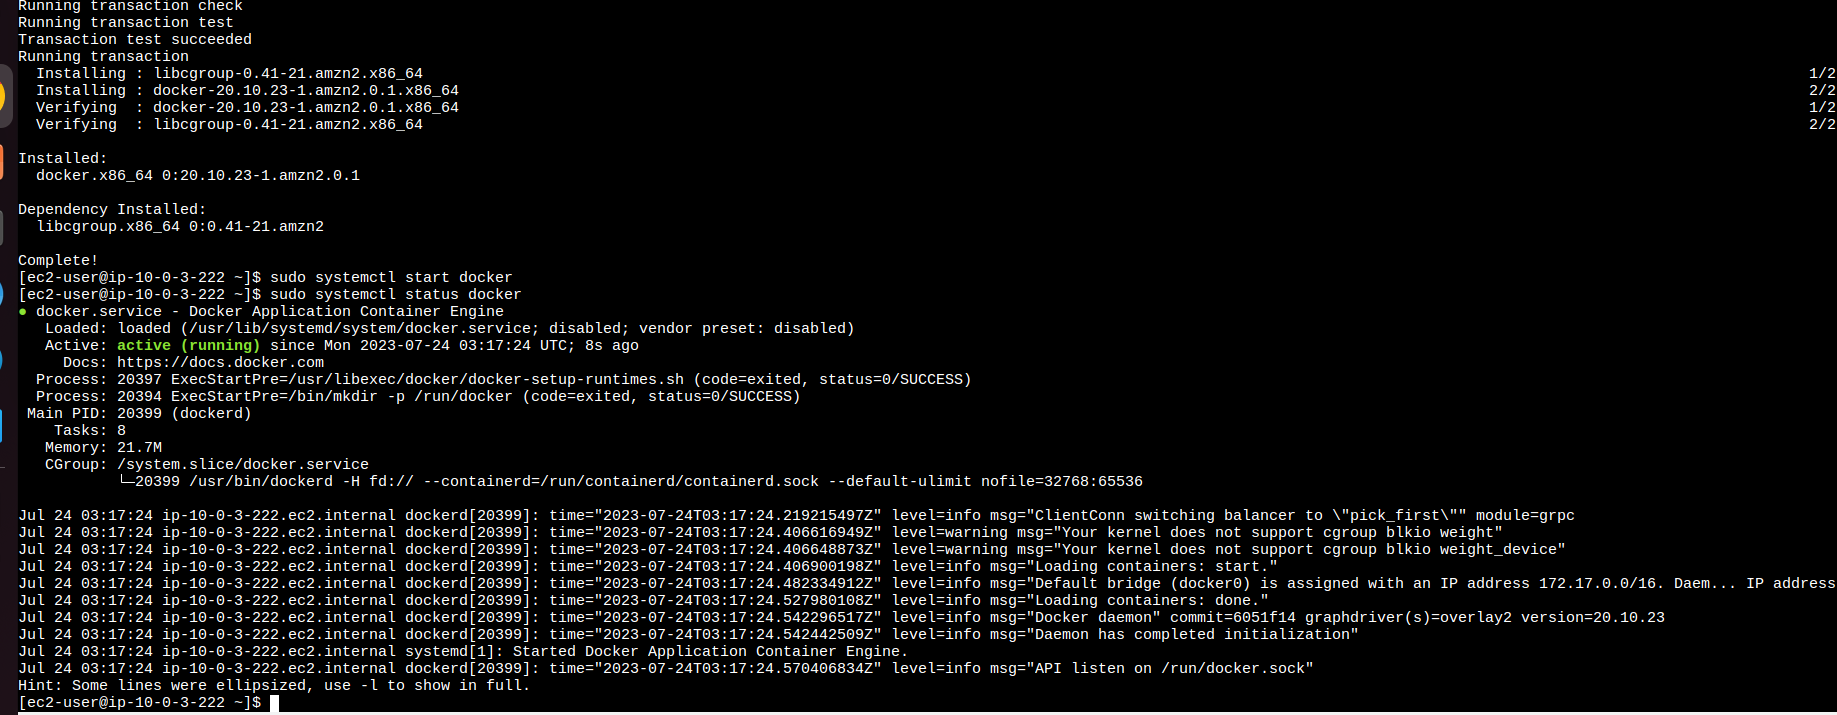 Running transaction check
Running transaction test
Transaction test succeeded
Running transaction
  Installing : libcgroup-0.41-21.amzn2.x86_64 1/2
  Installing : docker-20.10.23-1.amzn2.0.1.x86_64 2/2
  Verifying  : docker-20.10.23-1.amzn2.0.1.x86_64 1/2
  Verifying  : libcgroup-0.41-21.amzn2.x86_64 2/2
Installed:
  docker.x86_64 0:20.10.23-1.amzn2.0.1
Dependency Installed:
  libcgroup.x86_64 0:0.41-21.amzn2
Complete!
[ec2-user@ip-10-0-3-222 ~]$ sudo systemctl start docker
[ec2-user@ip-10-0-3-222 ~]$ sudo systemctl status docker
● docker.service - Docker Application Container Engine
   Loaded: loaded (/usr/lib/systemd/system/docker.service; disabled; vendor preset: disabled)
   Active: active (running) since Mon 2023-07-24 03:17:24 UTC; 8s ago
     Docs: https://docs.docker.com
  Process: 20397 ExecStartPre=/usr/libexec/docker/docker-setup-runtimes.sh (code=exited, status=0/SUCCESS)
  Process: 20394 ExecStartPre=/bin/mkdir -p /run/docker (code=exited, status=0/SUCCESS)
 Main PID: 20399 (dockerd)
    Tasks: 8
   Memory: 21.7M
   CGroup: /system.slice/docker.service
           └─20399 /usr/bin/dockerd -H fd:// --containerd=/run/containerd/containerd.sock --default-ulimit nofile=32768:65536
Jul 24 03:17:24 ip-10-0-3-222.ec2.internal dockerd[20399]: time="2023-07-24T03:17:24.219215497Z" level=info msg="ClientConn switching balancer to \"pick_first\"" module=grpc
Jul 24 03:17:24 ip-10-0-3-222.ec2.internal dockerd[20399]: time="2023-07-24T03:17:24.406616949Z" level=warning msg="Your kernel does not support cgroup blkio weight"
Jul 24 03:17:24 ip-10-0-3-222.ec2.internal dockerd[20399]: time="2023-07-24T03:17:24.406648873Z" level=warning msg="Your kernel does not support cgroup blkio weight_device"
Jul 24 03:17:24 ip-10-0-3-222.ec2.internal dockerd[20399]: time="2023-07-24T03:17:24.406900198Z" level=info msg="Loading containers: start."
Jul 24 03:17:24 ip-10-0-3-222.ec2.internal dockerd[20399]: time="2023-07-24T03:17:24.482334912Z" level=info msg="Default bridge (docker0) is assigned with an IP address 172.17.0.0/16. Daem... IP address
Jul 24 03:17:24 ip-10-0-3-222.ec2.internal dockerd[20399]: time="2023-07-24T03:17:24.527980108Z" level=info msg="Loading containers: done."
Jul 24 03:17:24 ip-10-0-3-222.ec2.internal dockerd[20399]: time="2023-07-24T03:17:24.542296517Z" level=info msg="Docker daemon" commit=6051f14 graphdriver(s)=overlay2 version=20.10.23
Jul 24 03:17:24 ip-10-0-3-222.ec2.internal dockerd[20399]: time="2023-07-24T03:17:24.542442509Z" level=info msg="Daemon has completed initialization"
Jul 24 03:17:24 ip-10-0-3-222.ec2.internal systemd[1]: Started Docker Application Container Engine.
Jul 24 03:17:24 ip-10-0-3-222.ec2.internal dockerd[20399]: time="2023-07-24T03:17:24.570406834Z" level=info msg="API listen on /run/docker.sock"
Hint: Some lines were ellipsized, use -l to show in full.
[ec2-user@ip-10-0-3-222 ~]$